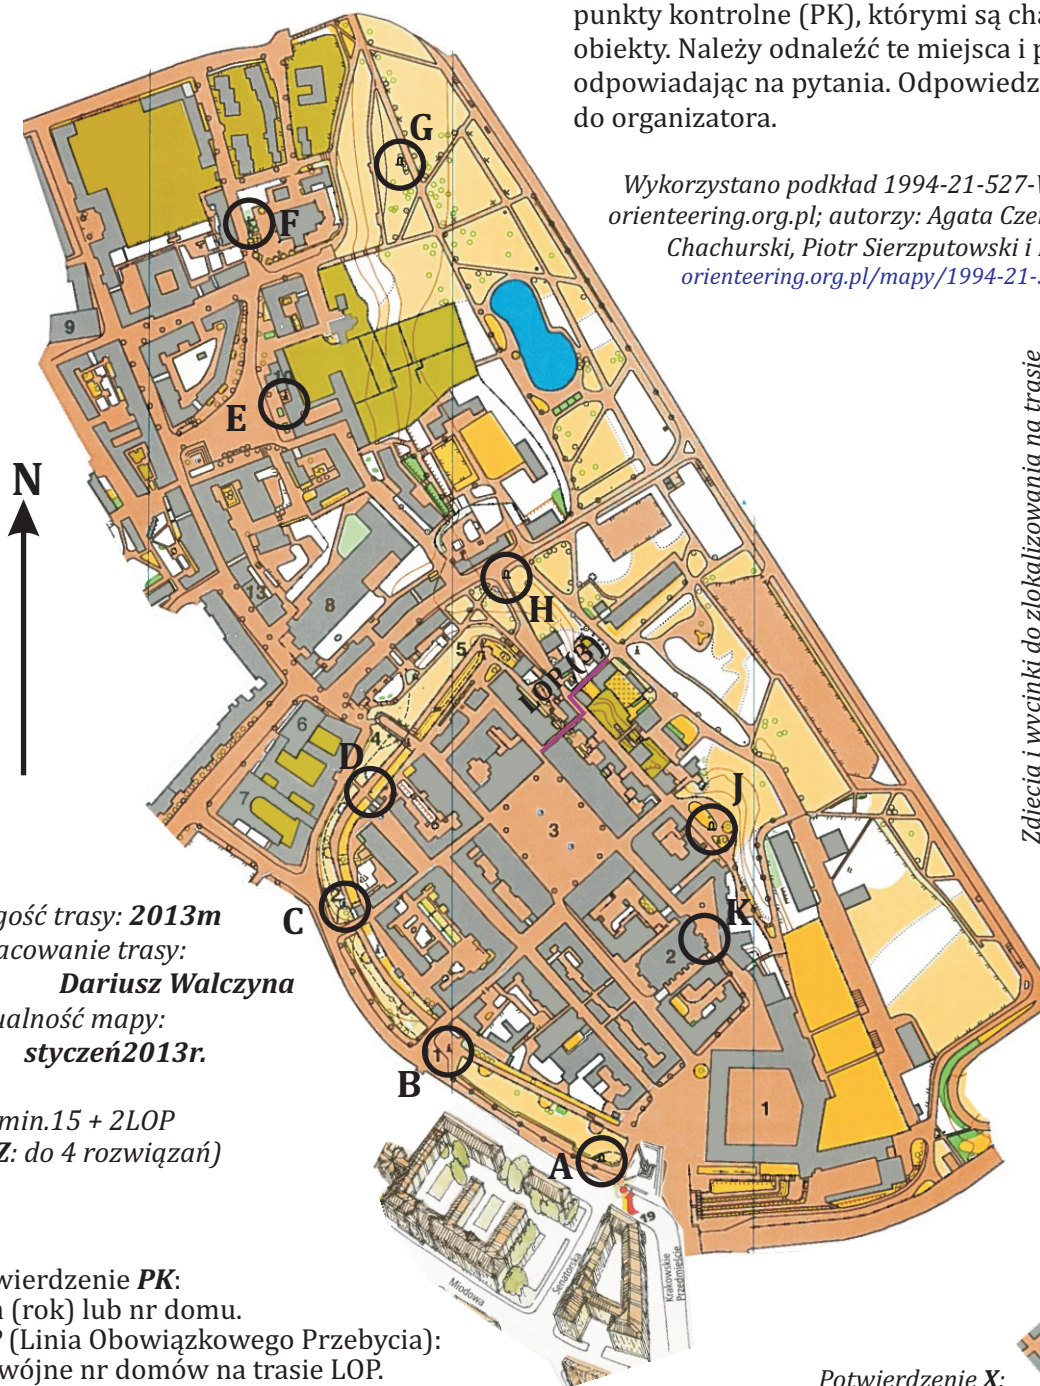 punkty kontrolne (PK), którymi są cha
obiekty. Należy odnaleźć te miejsca i p
odpowiadając na pytania. Odpowiedz
do organizatora.
Wykorzystano podkład 1994-21-527-
orienteering.org.pl; autorzy: Agata Cze
Chachurski, Piotr Sierzputowski i
orienteering.org.pl/mapy/1994-21-
G
F
9
10
E
N
Zdjęcia i wycinki do zlokalizowania na trasie
13
8
H
5
LOP (3)
6
4
D
7
3
J
C
K
2
gość trasy: 2013m
acowanie trasy:
Dariusz Walczyna
ualność mapy:
styczeń2013r.
B
1
min.15 + 2LOP
Z: do 4 rozwiązań)
A
i
19
Miodowa
Senatorska
Krakowskie
Przedmieście
wierdzenie PK:
(rok) lub nr domu.
P (Linia Obowiązkowego Przebycia):
wójne nr domów na trasie LOP.
Potwierdzenie X: